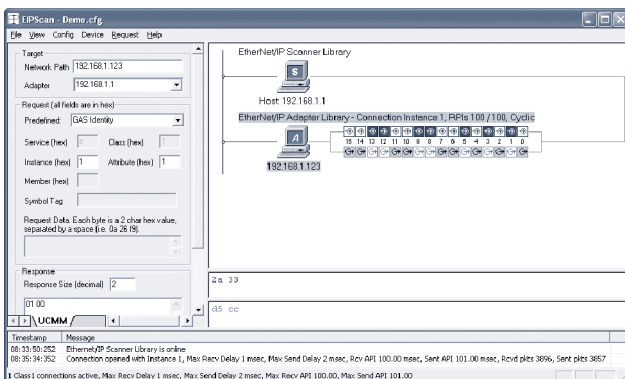 EIPScan - Demo.cfg
File View Config Device Request Help
Target
Network Path 192.168.1.123
Adapter 192.168.1.1
Request (all fields are in hex)
Predefined: GAS Identity
Service (hex) e Class (hex) 1
Instance (hex) 1 Attribute (hex) 1
Member (hex)
Symbol Tag
Request Data. Each byte is a 2 char hex value,
separated by a space (i.e. 0a 26 f9).
Response
Response Size (decimal) 2
01 00
UCMM
EtherNet/IP Scanner Library
S
Host 192.168.1.1
EtherNet/IP Adapter Library - Connection Instance 1, RPIs 100 / 100, Cyclic
A
15 14 13 12 11 10 9 8 7 6 5 4 3 2 1 0
192.168.1.123
2a 33
d5 cc
Timestamp Message
08:33:50:252 Ethernet/IP Scanner Library is online
08:35:34:352 Connection opened with Instance 1, Max Recv Delay 1 msec, Max Send Delay 2 msec, Rcv API 100.00 msec, Sent API 101.00 msec, Rcvd pkts 3896, Sent pkts 3857
1 Class1 connections active, Max Recv Delay 1 msec, Max Send Delay 2 msec, Max Recv API 100.00, Max Send API 101.00